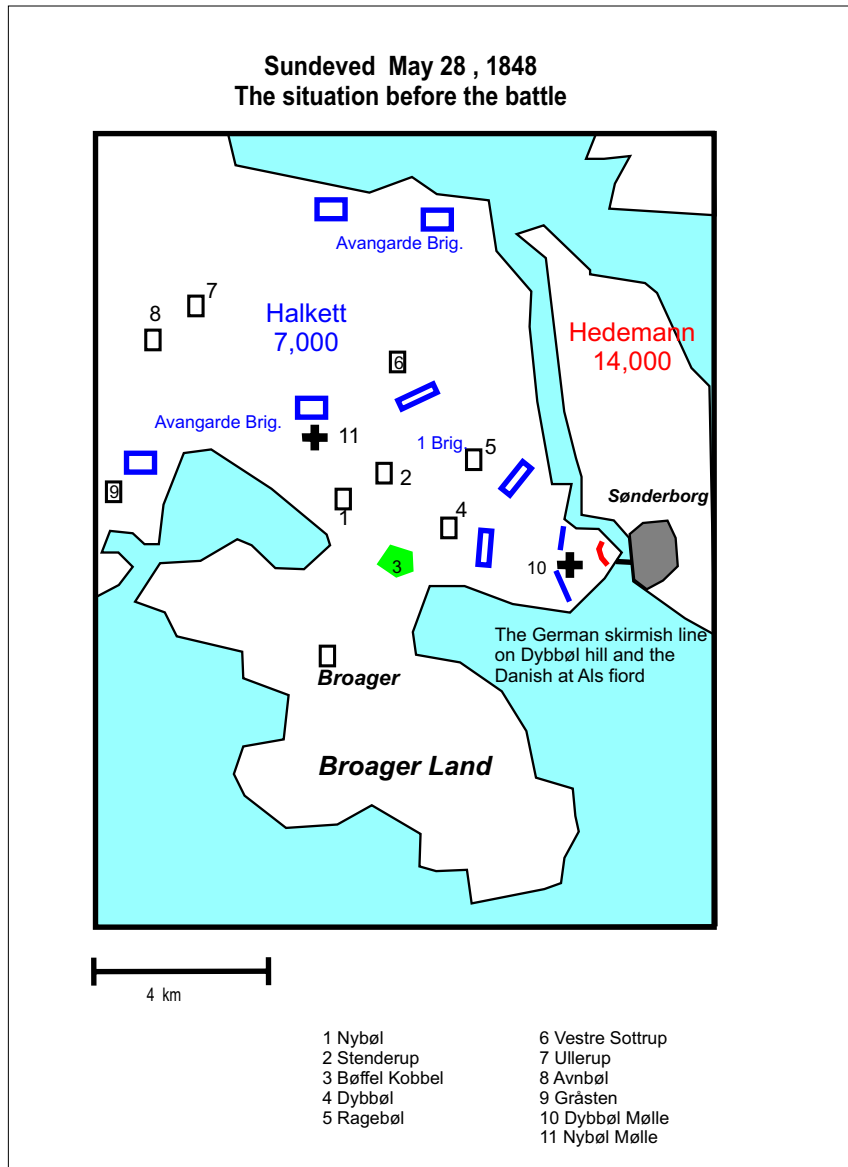 Sundeved May 28 , 1848
The situation before the battle
Avangarde Brig.
7
8
Halkett
7,000
Hedemann
14,000
6
Avangarde Brig.
11
1 Brig.
5
2
9
1
4
Sønderborg
3
10
The German skirmish line
on Dybbøl hill and the
Danish at Als fiord
Broager
Broager Land
4 km
1 Nybøl
2 Stenderup
3 Bøffel Kobbel
4 Dybbøl
5 Ragebøl
6 Vestre Sottrup
7 Ullerup
8 Avnbøl
9 Gråsten
10 Dybbøl Mølle
11 Nybøl Mølle